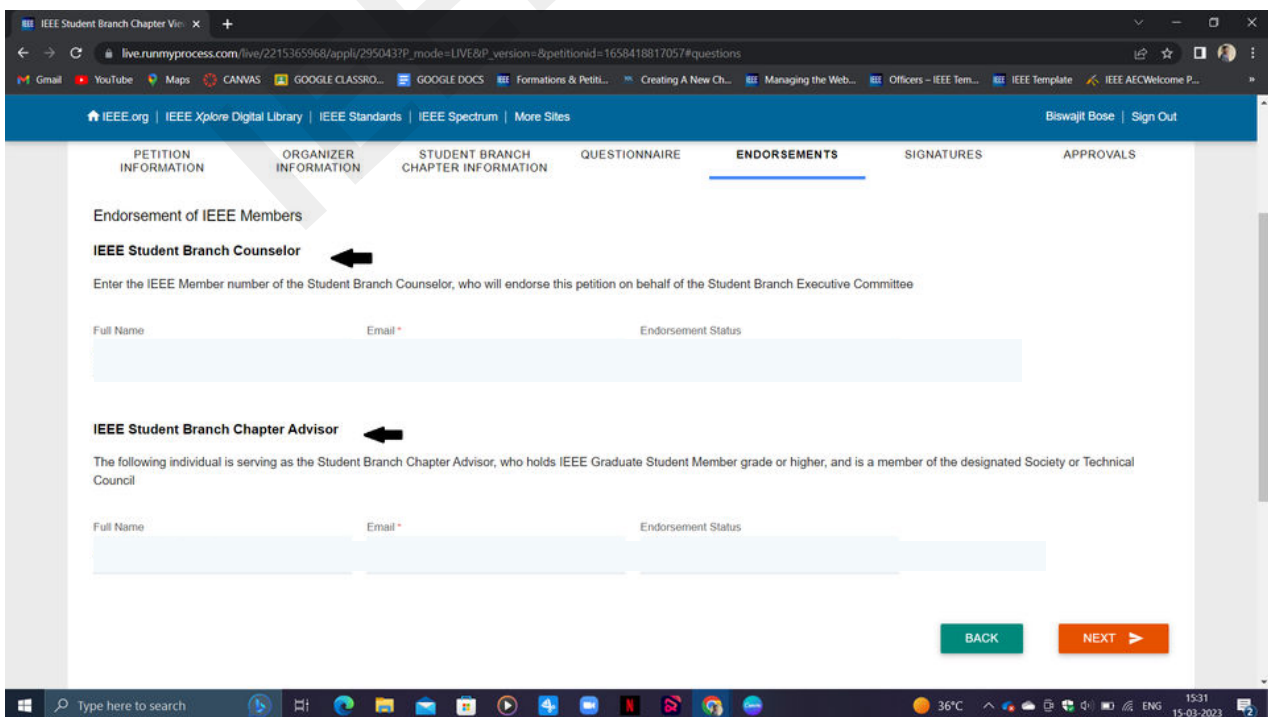 IEEE Student Branch Chapter Vie
live.runmyprocess.com/live/2215365968/appli/295043?P_mode=LIVE&P_version=&petitionid=1658418817057#questions
Gmail YouTube Maps CANVAS GOOGLE CLASSRO... GOOGLE DOCS Formations & Petiti... Creating A New Ch... Managing the Web... Officers – IEEE Tem... IEEE Template IEEE AECWelcome P...
IEEE.org | IEEE Xplore Digital Library | IEEE Standards | IEEE Spectrum | More Sites Biswajit Bose | Sign Out
PETITION INFORMATION ORGANIZER INFORMATION STUDENT BRANCH CHAPTER INFORMATION QUESTIONNAIRE ENDORSEMENTS SIGNATURES APPROVALS
Endorsement of IEEE Members
IEEE Student Branch Counselor
Enter the IEEE Member number of the Student Branch Counselor, who will endorse this petition on behalf of the Student Branch Executive Committee
Full Name Email * Endorsement Status
IEEE Student Branch Chapter Advisor
The following individual is serving as the Student Branch Chapter Advisor, who holds IEEE Graduate Student Member grade or higher, and is a member of the designated Society or Technical
Council
Full Name Email * Endorsement Status
BACK NEXT
Type here to search 36°C ENG 15:31
15-03-2023